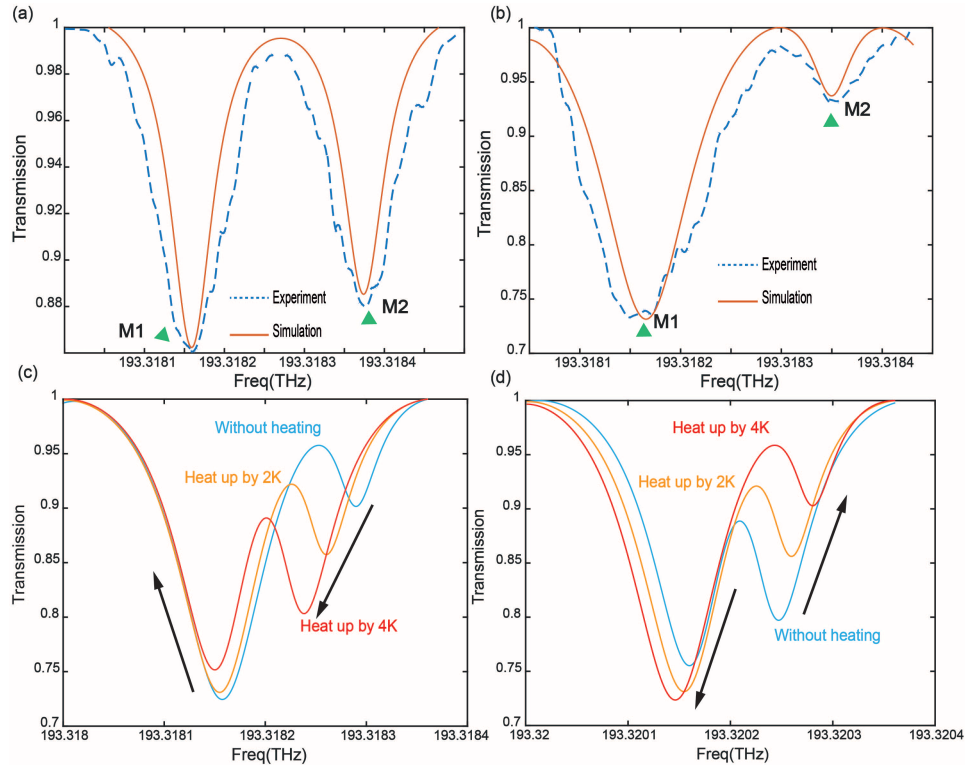 (a)
1
0.98
0.96
0.94
0.92
0.9
0.88
Transmission
M1
M2
Experiment
Simulation
193.3181 193.3182 193.3183 193.3184
Freq(THz)
(b)
1
0.95
0.9
0.85
0.8
0.75
0.7
Transmission
M2
Experiment
Simulation
M1
193.3181 193.3182 193.3183 193.3184
Freq(THz)
(c)
1
0.95
0.9
0.85
0.8
0.75
0.7
Transmission
Without heating
Heat up by 2K
Heat up by 4K
193.318 193.3181 193.3182 193.3183 193.3184
Freq(THz)
(d)
1
0.95
0.9
0.85
0.8
0.75
0.7
Transmission
Heat up by 4K
Heat up by 2K
Without heating
193.32 193.3201 193.3202 193.3203 193.3204
Freq(THz)